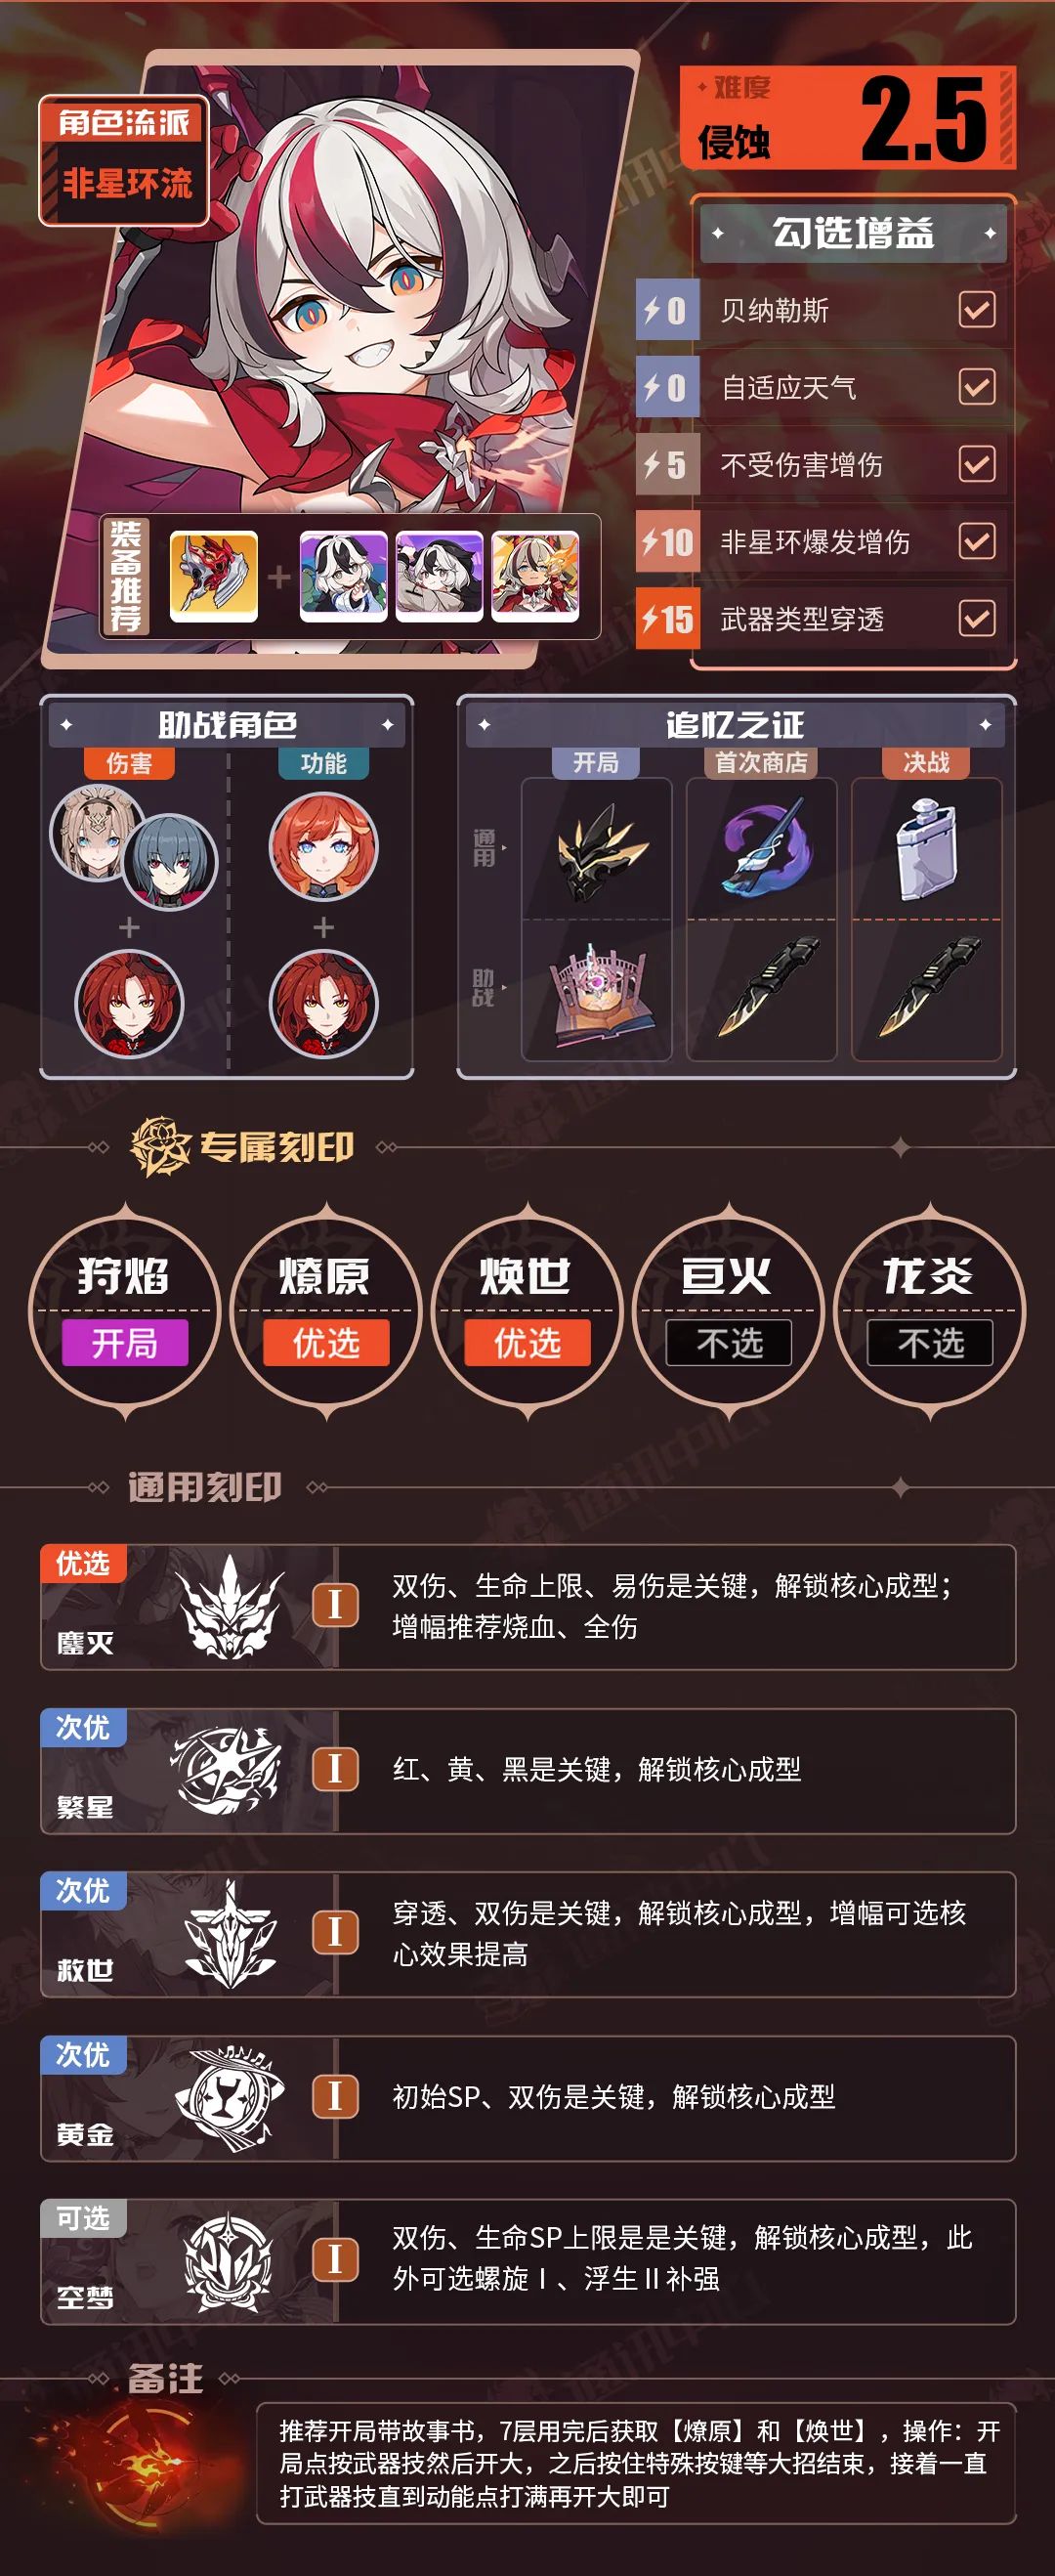 角色流派
非星环流
难度
侵蚀
2.5
勾选增益
0 贝纳勒斯
0 自适应天气
5 不受伤害增伤
10 非星环爆发增伤
15 武器类型穿透
装备推荐
助战角色
伤害
功能
追忆之证
开局
首次商店
决战
通用
助战
专属刻印
狩焰
开局
燎原
优选
焕世
优选
亘火
不选
龙炎
不选
通用刻印
优选
鏖灭
I
双伤、生命上限、易伤是关键，解锁核心成型；
增幅推荐烧血、全伤
次优
繁星
I
红、黄、黑是关键，解锁核心成型
次优
救世
I
穿透、双伤是关键，解锁核心成型，增幅可选核
心效果提高
次优
黄金
I
初始SP、双伤是关键，解锁核心成型
可选
空梦
I
双伤、生命SP上限是是关键，解锁核心成型，此
外可选螺旋Ⅰ、浮生Ⅱ补强
备注
推荐开局带故事书，7层用完后获取【燎原】和【焕世】，操作：开
局点按武器技然后开大，之后按住特殊按键等大招结束，接着一直
打武器技直到动能点打满再开大即可